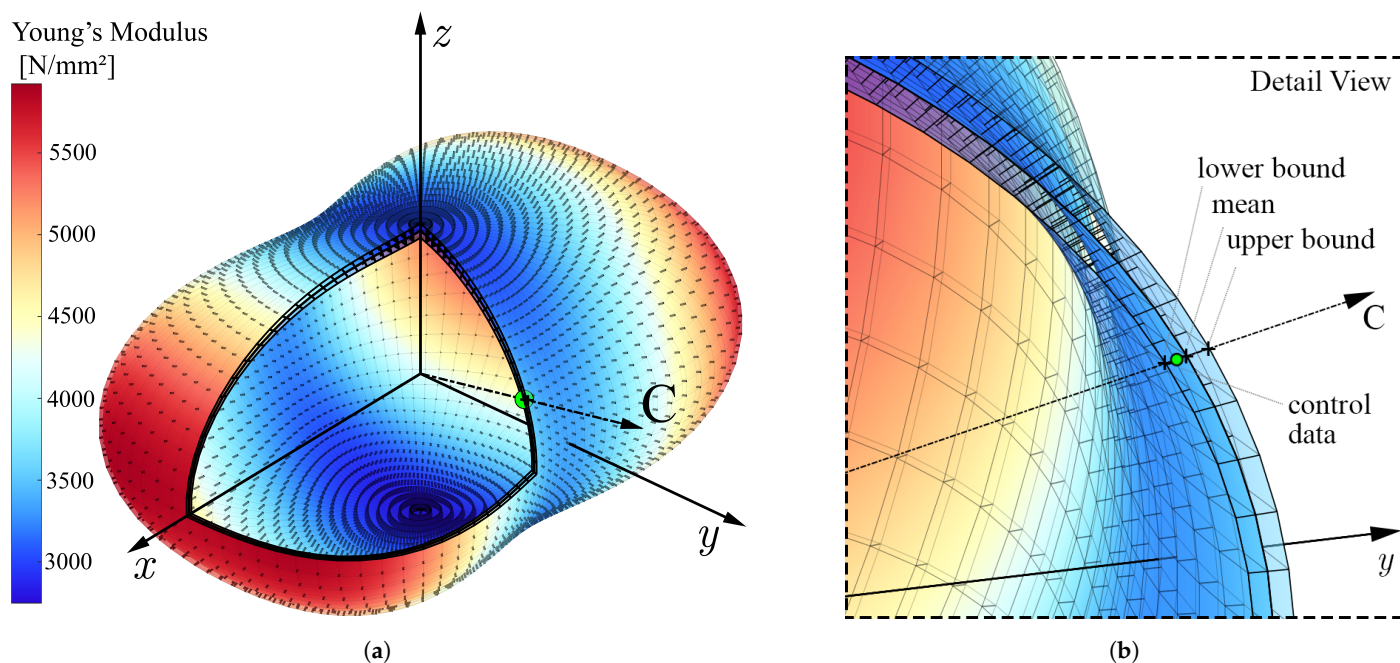 Young's Modulus
[N/mm²]
5500
5000
4500
4000
3500
3000
z
C
y
x
(a)
Detail View
lower bound
mean
upper bound
C
control
data
y
(b)